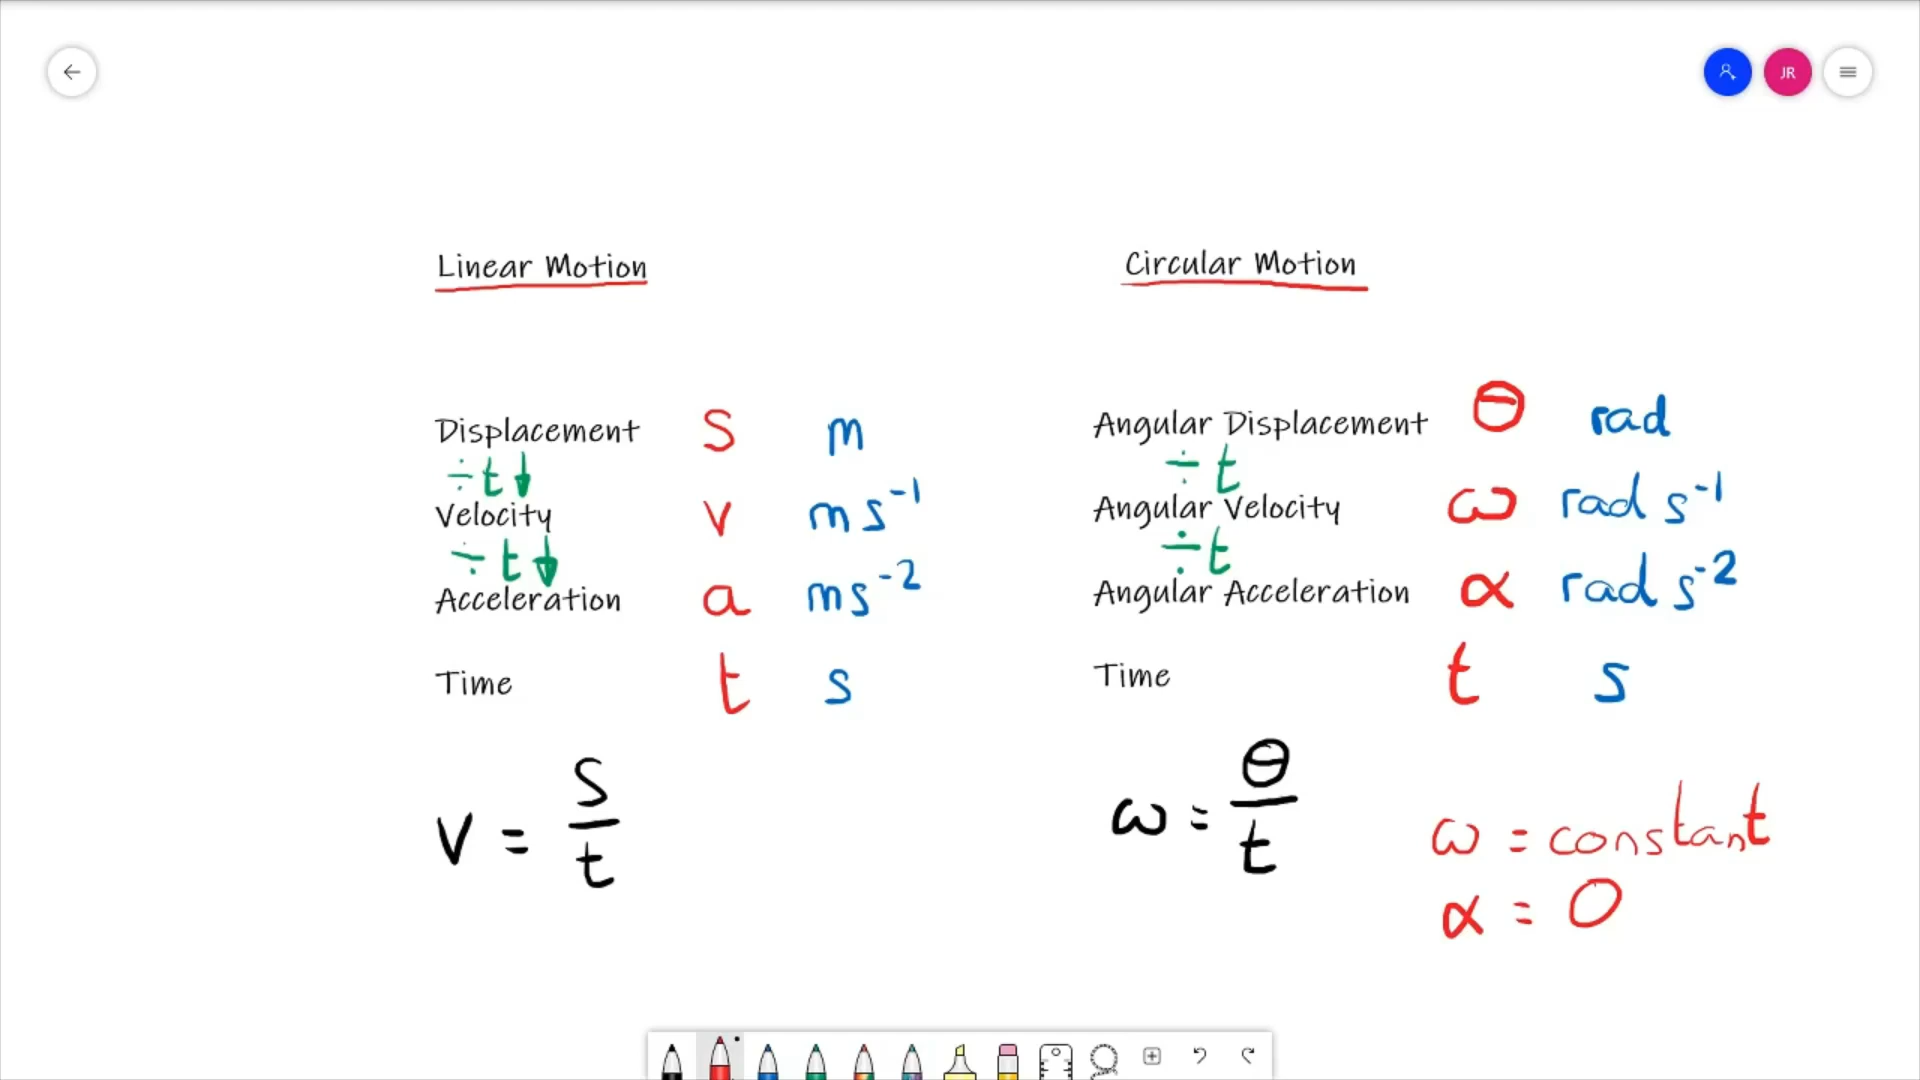 JR
Linear Motion
Circular Motion
Displacement s m
÷ t ↓
Velocity v m s⁻¹
÷ t ↓
Acceleration a ms⁻²
Time t s
v = s/t
Angular Displacement θ rad
÷ t
Angular Velocity ω rad s⁻¹
÷ t
Angular Acceleration α rad s⁻²
Time t s
ω = θ/t
ω = constant
α = 0